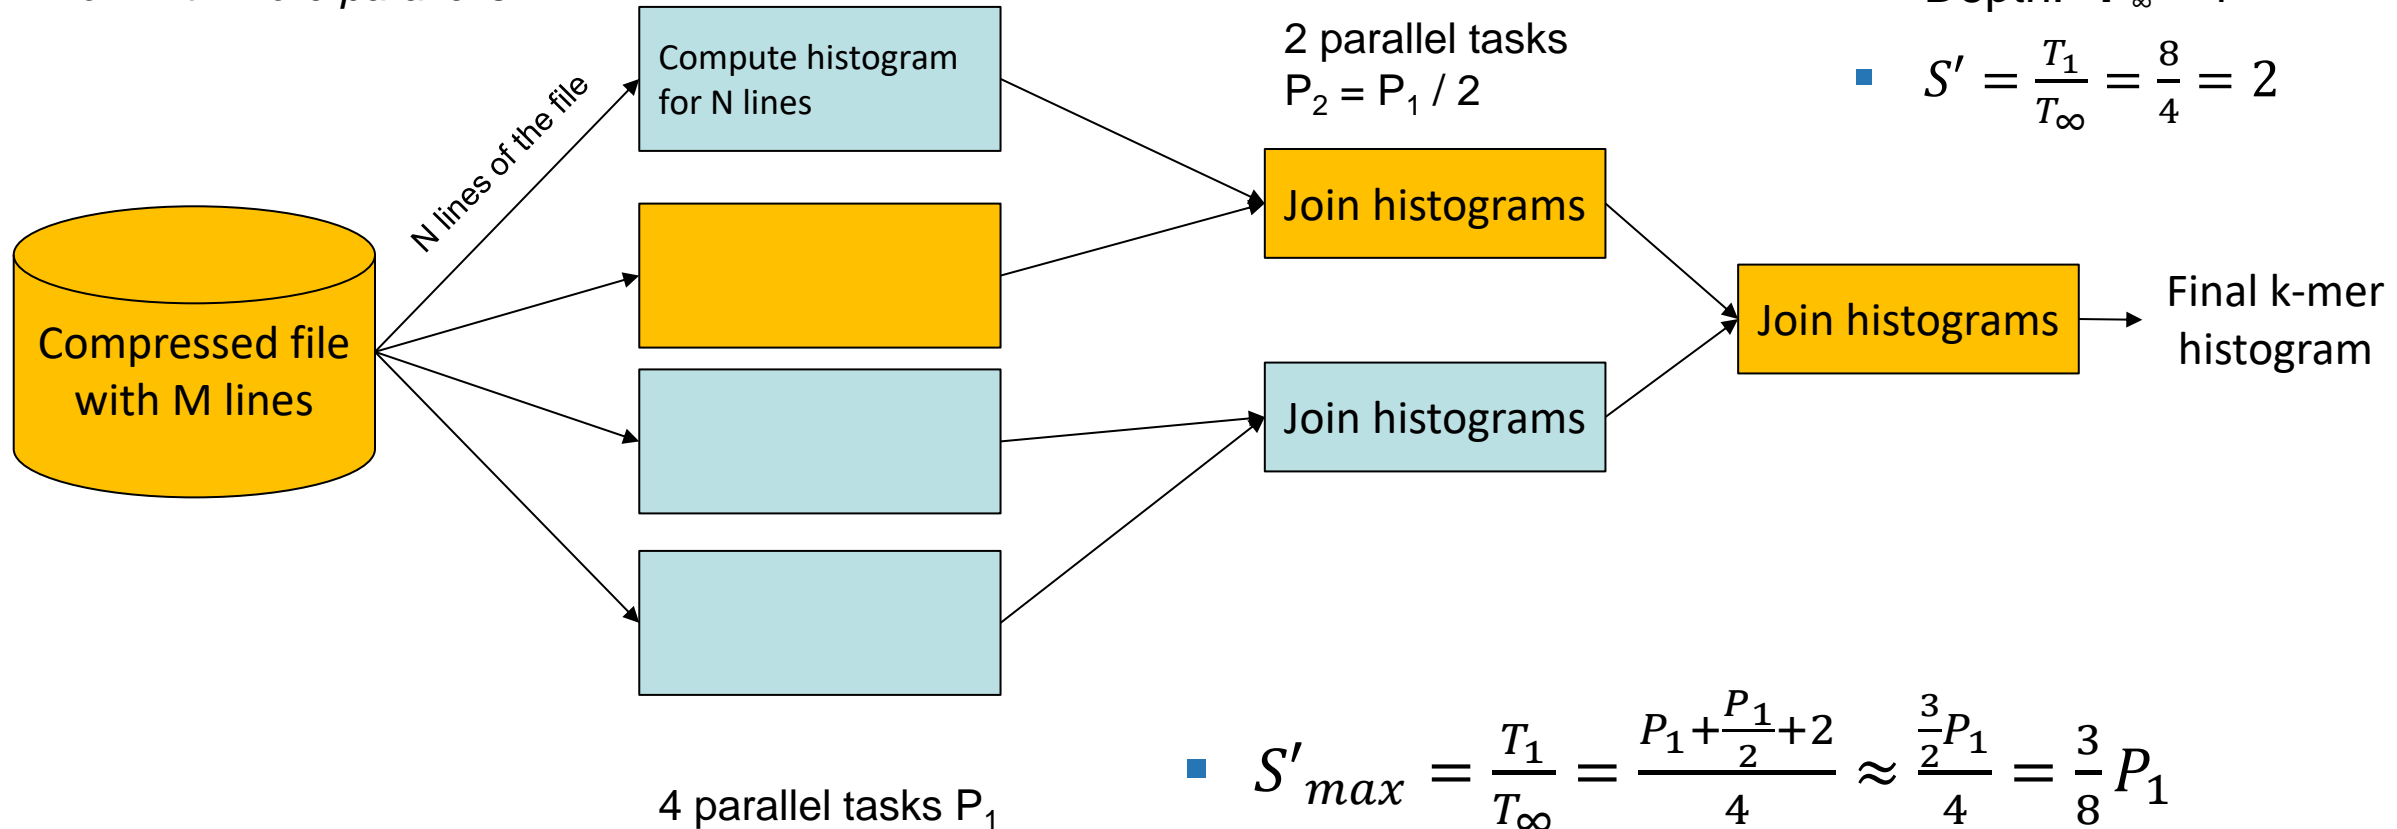 Depth: T∞
Compute histogram
for N lines
2 parallel tasks
P₂ = P₁ / 2
S′ = T₁/T∞ = 8/4 = 2
N lines of the file
Join histograms
Compressed file
with M lines
Join histograms
Join histograms
Final k-mer
histogram
S′max = T₁/T∞ = (P₁+P₁/2+2)/4 ≈ (3/2 P₁)/4 = 3/8 P₁
4 parallel tasks P₁